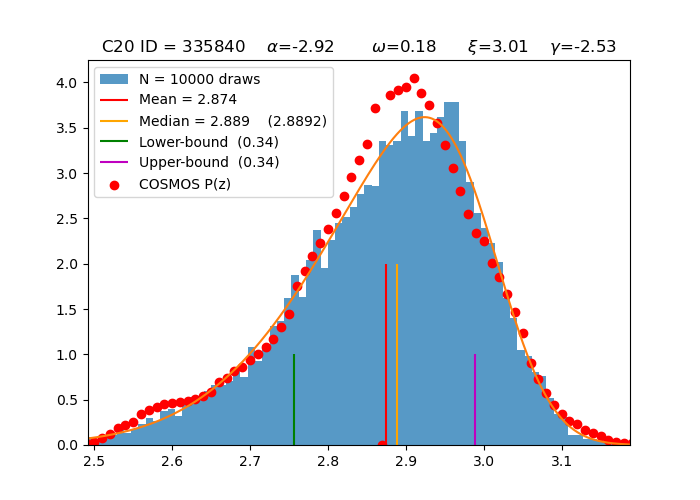 C20 ID = 335840 α=-2.92 ω=0.18 ξ=3.01 γ=-2.53
N = 10000 draws
Mean = 2.874
Median = 2.889 (2.8892)
Lower-bound (0.34)
Upper-bound (0.34)
COSMOS P(z)
4.0
3.5
3.0
2.5
2.0
1.5
1.0
0.5
0.0
2.5 2.6 2.7 2.8 2.9 3.0 3.1